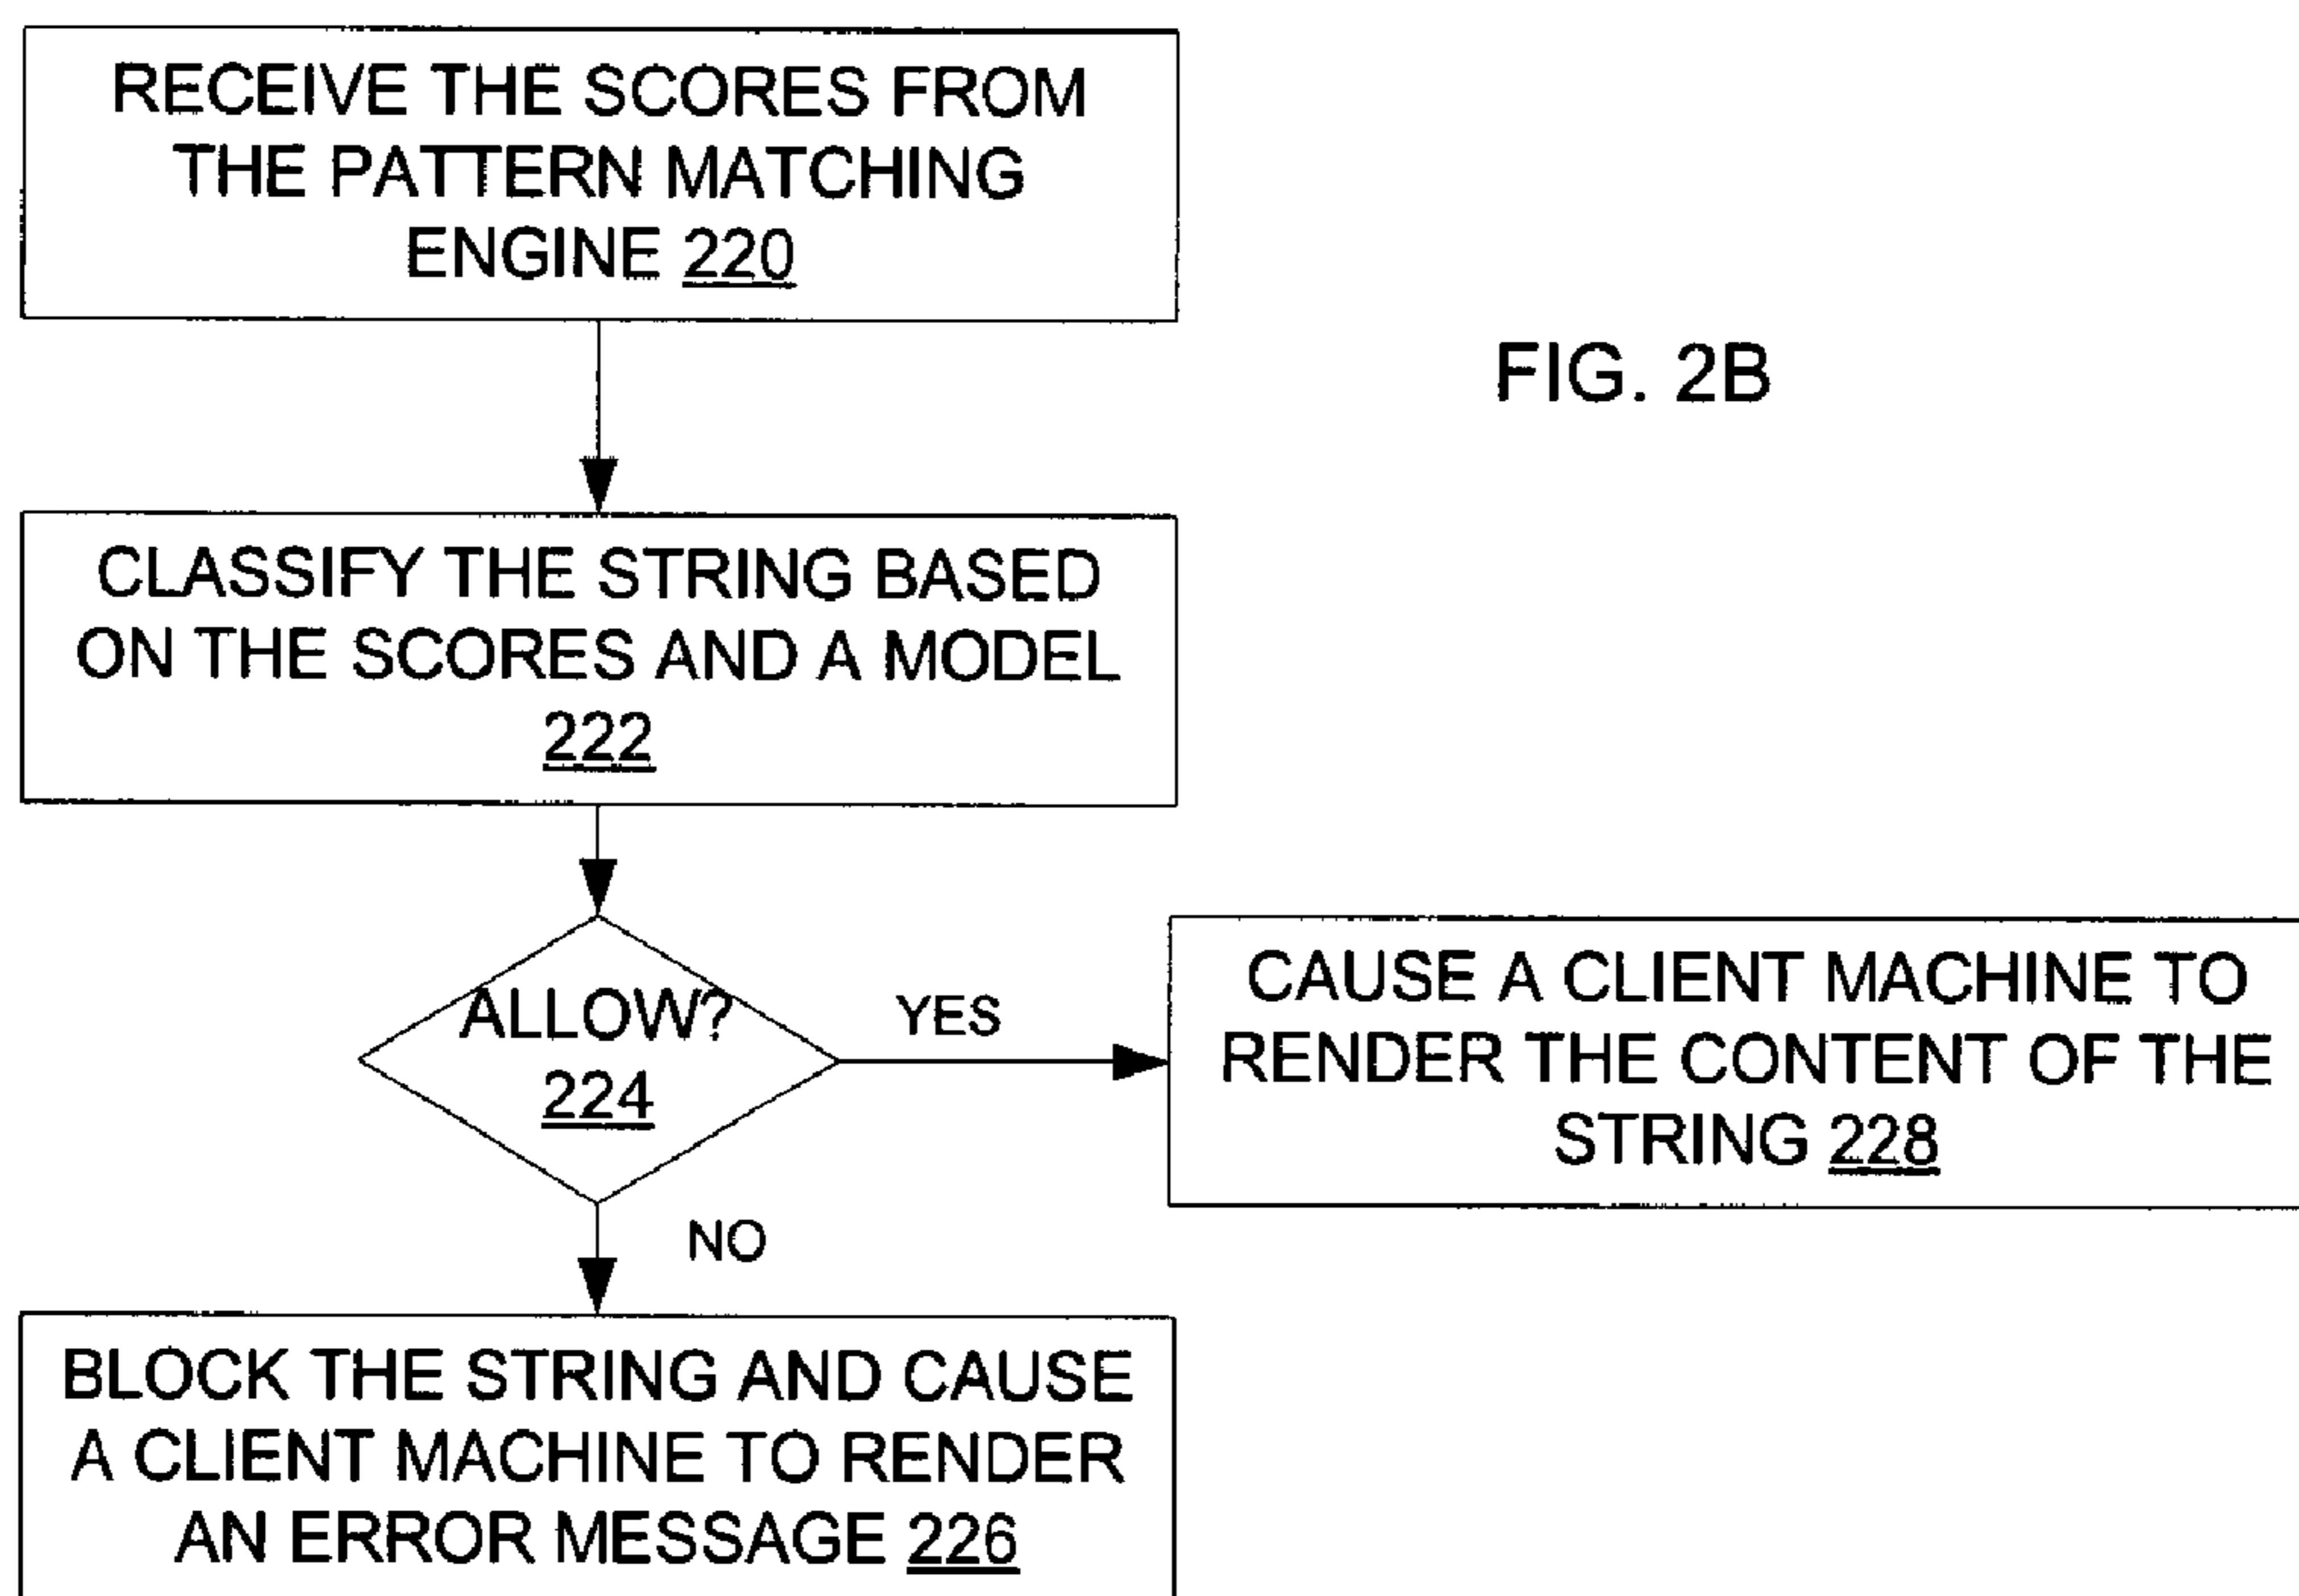 RECEIVE THE SCORES FROM
THE PATTERN MATCHING
ENGINE 220
FIG. 2B
CLASSIFY THE STRING BASED
ON THE SCORES AND A MODEL
222
ALLOW?
224
YES
CAUSE A CLIENT MACHINE TO
RENDER THE CONTENT OF THE
STRING 228
NO
BLOCK THE STRING AND CAUSE
A CLIENT MACHINE TO RENDER
AN ERROR MESSAGE 226